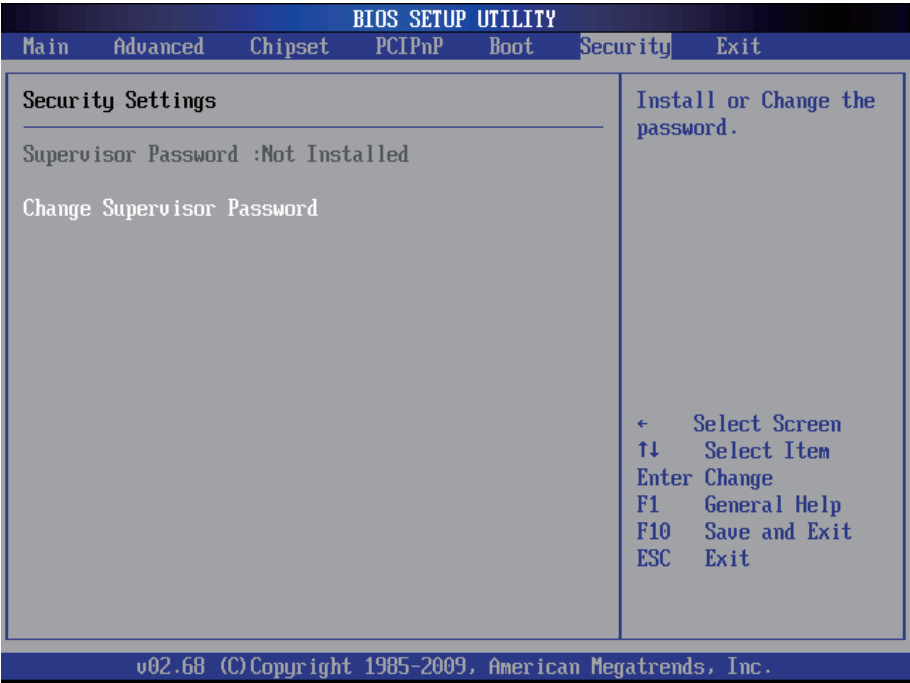 BIOS SETUP UTILITY
Main Advanced Chipset PCIPnP Boot Security Exit
Security Settings
Supervisor Password :Not Installed
Change Supervisor Password
Install or Change the
password.
← Select Screen
↑↓ Select Item
Enter Change
F1 General Help
F10 Save and Exit
ESC Exit
v02.68 (C)Copyright 1985-2009, American Megatrends, Inc.